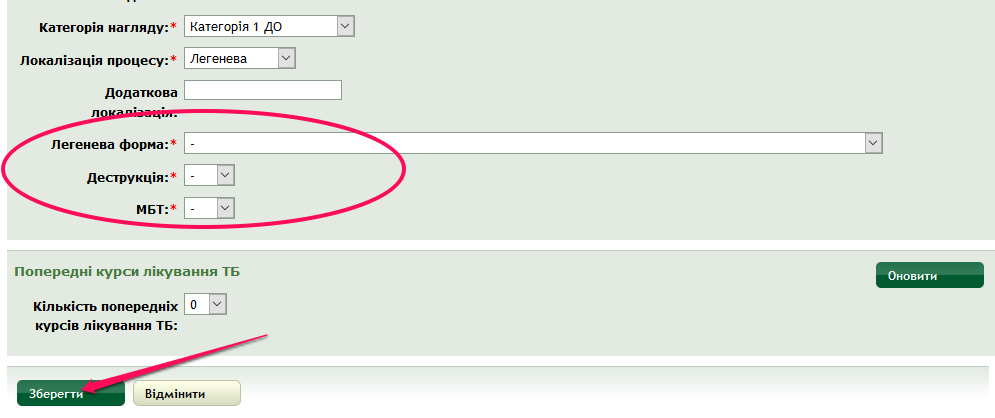 Категорія нагляду:* Категорія 1 ДО
Локалізація процесу:* Легенева
Додаткова
локалізація:
Легенева форма:* -
Деструкція:* -
МБТ:* -
Попередні курси лікування ТБ
Оновити
Кількість попередніх 0
курсів лікування ТБ:
Зберегти Відмінити